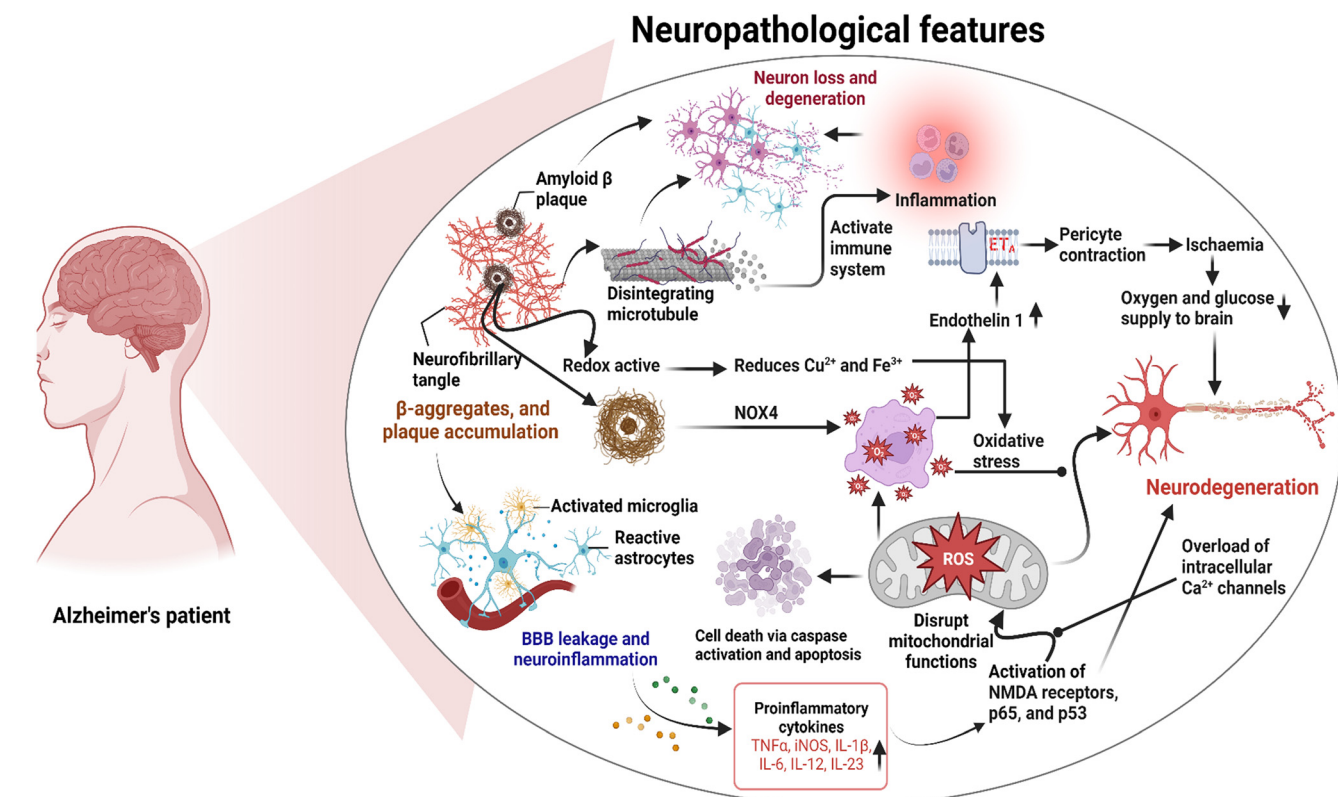 Neuropathological features
Neuron loss and
degeneration
Amyloid β
plaque
Inflammation
Activate
immune
system
ETA
Pericyte
contraction
Ischaemia
Disintegrating
microtubule
Oxygen and glucose
supply to brain
Endothelin 1
Neurofibrillary
tangle
Redox active
Reduces Cu²⁺ and Fe³⁺
β-aggregates, and
plaque accumulation
NOX4
Oxidative
stress
Neurodegeneration
Activated microglia
Reactive
astrocytes
ROS
Overload of
intracellular
Ca²⁺ channels
Alzheimer's patient
BBB leakage and
neuroinflammation
Cell death via caspase
activation and apoptosis
Disrupt
mitochondrial
functions
Activation of
NMDA receptors,
p65, and p53
Proinflammatory
cytokines
TNFα, iNOS, IL-1β,
IL-6, IL-12, IL-23